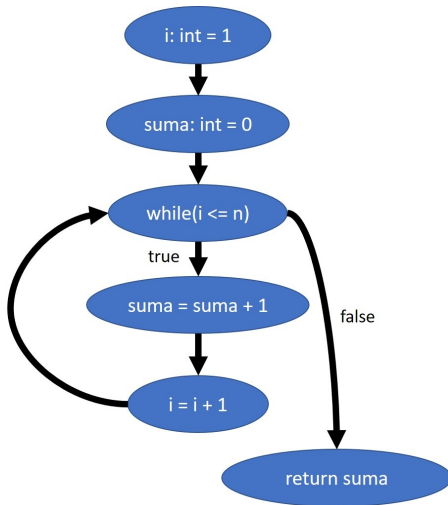 i: int = 1
suma: int = 0
while(i <= n)
true
suma = suma + 1
false
i = i + 1
return suma